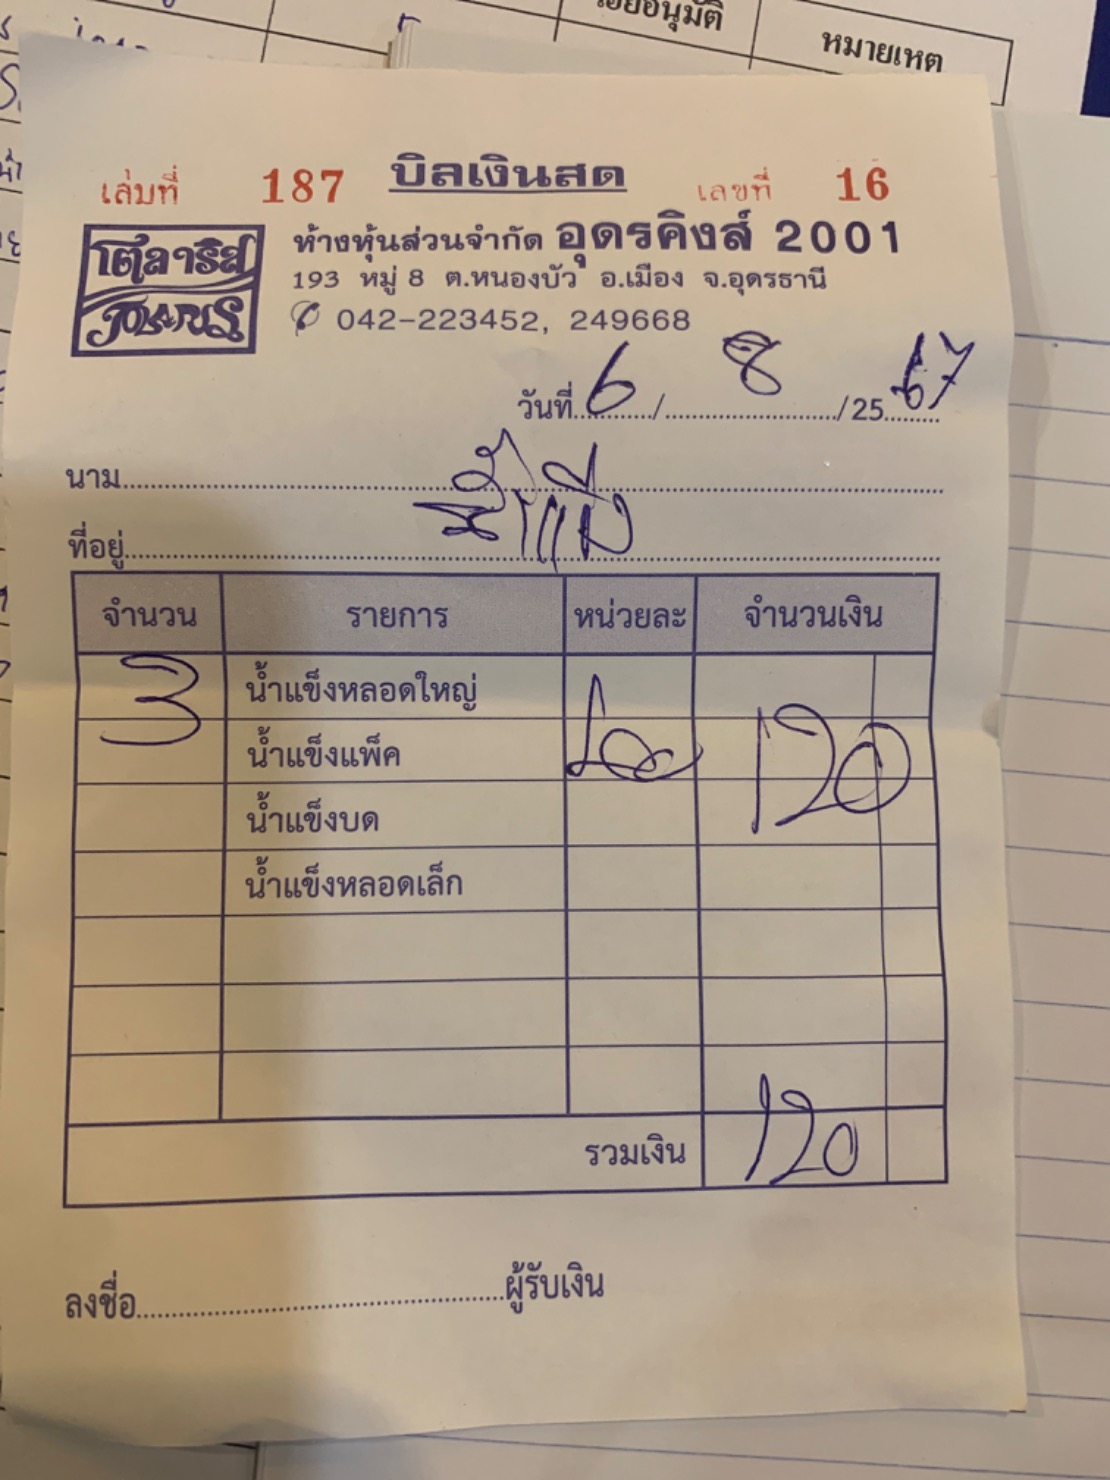 หมายเหตุ
บิลเงินสด
เล่มที่ 187 เลขที่ 16
โตลาริส
TOLARIS
ห้างหุ้นส่วนจำกัด อุดรคิงส์ 2001
193 หมู่ 8 ต.หนองบัว อ.เมือง จ.อุดรธานี
042-223452, 249668
วันที่ 6 / 8 / 25 67
นาม
ที่อยู่
จำนวน รายการ หน่วยละ จำนวนเงิน
3 น้ำแข็งหลอดใหญ่ 120
น้ำแข็งแพ็ค
น้ำแข็งบด
น้ำแข็งหลอดเล็ก
รวมเงิน 120
ลงชื่อ ผู้รับเงิน